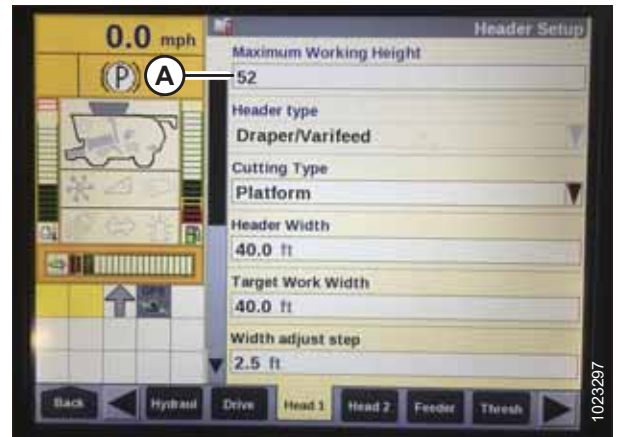 0.0 mph
(P)
A
Header Setup
Maximum Working Height
52
Header type
Draper/Varifeed
Cutting Type
Platform
Header Width
40.0 ft
Target Work Width
40.0 ft
Width adjust step
2.5 ft
Back
Hydraul
Drive
Head 1
Head 2
Feeder
Thresh
1023297